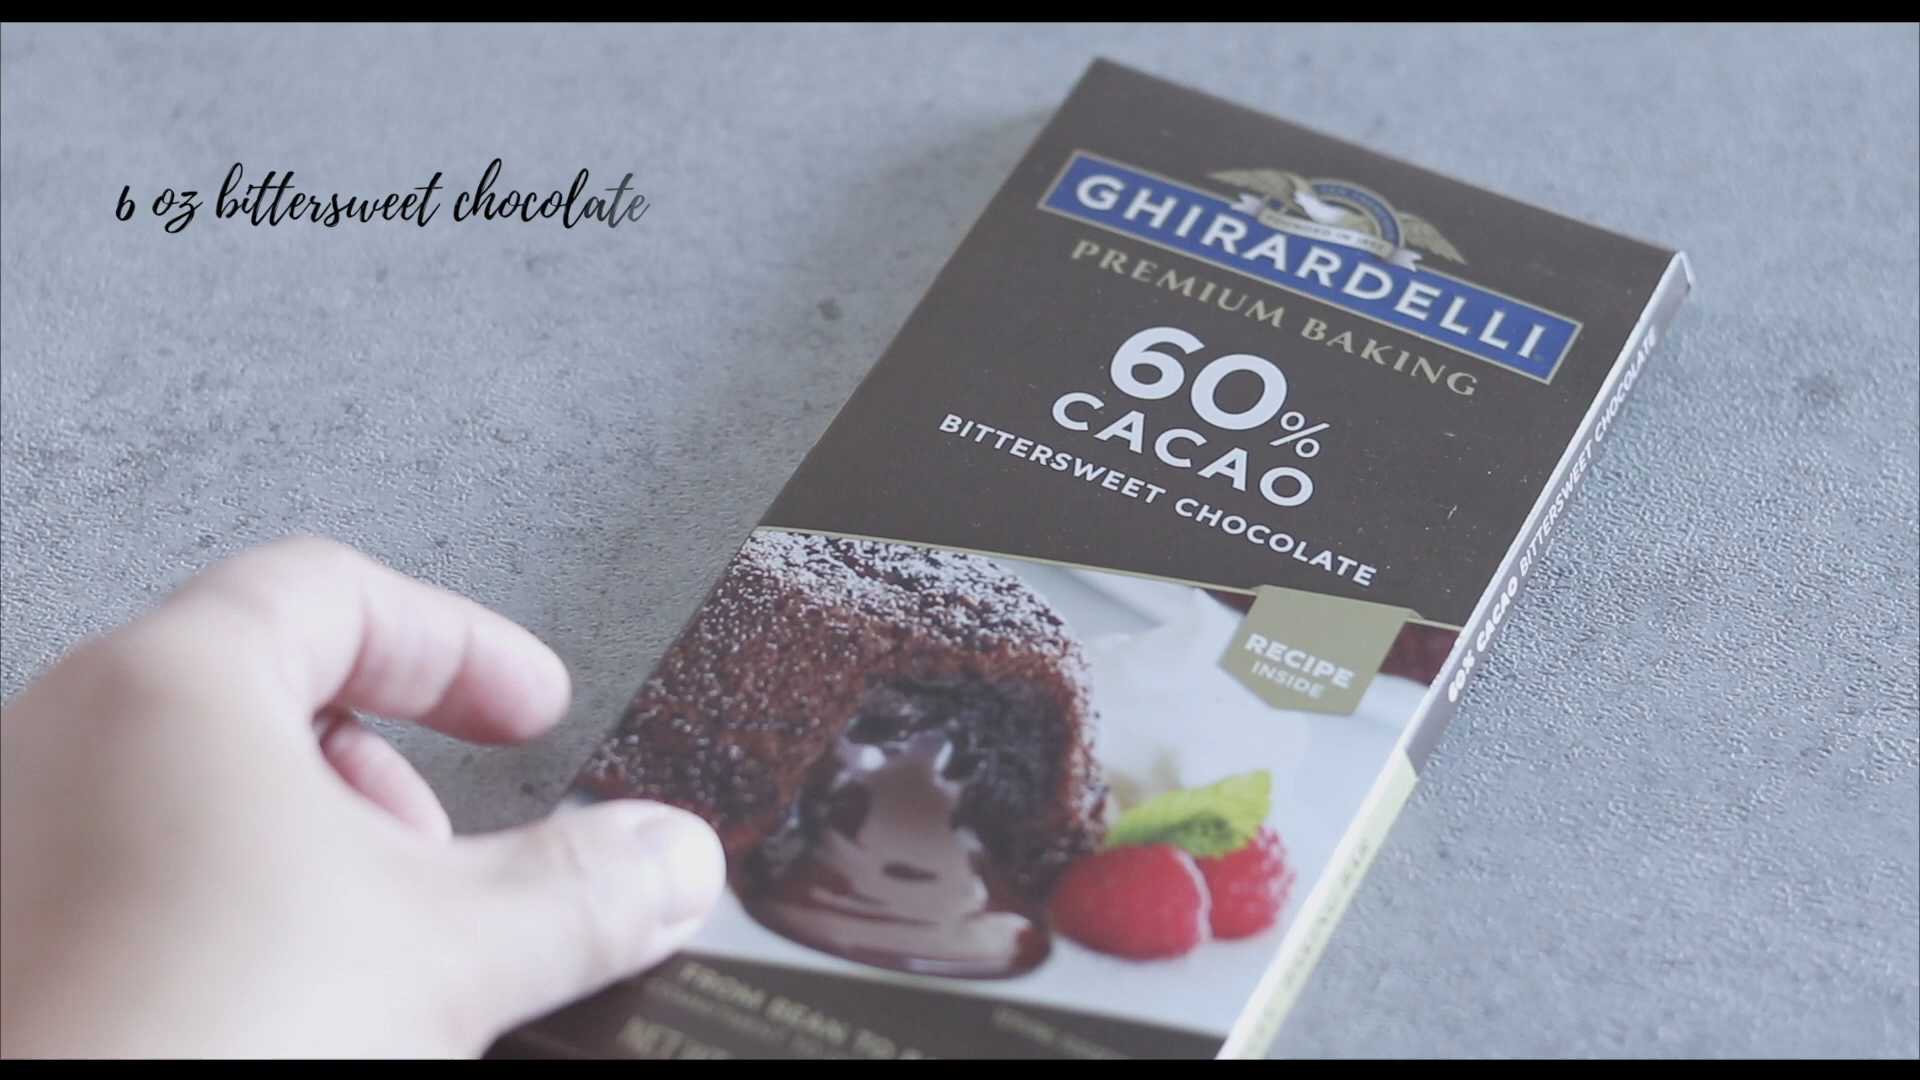 6 oz bittersweet chocolate
GHIRARDELLI
PREMIUM BAKING
60%
CACAO
BITTERSWEET CHOCOLATE
RECIPE
INSIDE
60% CACAO BITTERSWEET CHOCOLATE
FROM BEAN TO